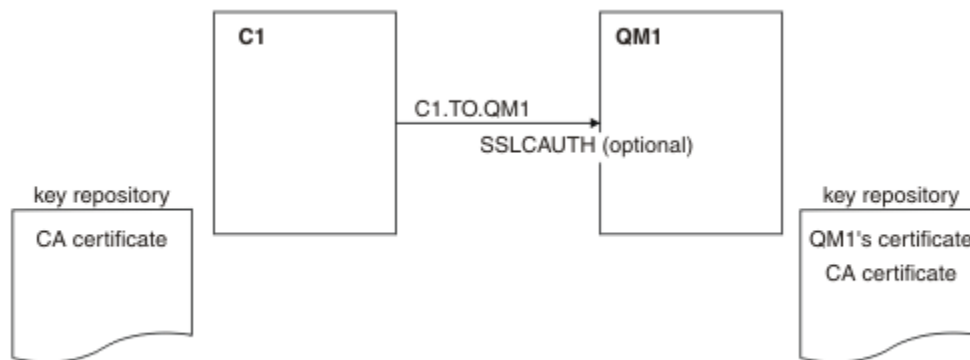 C1
QM1
C1.TO.QM1
SSLCAUTH (optional)
key repository
CA certificate
key repository
QM1's certificate
CA certificate